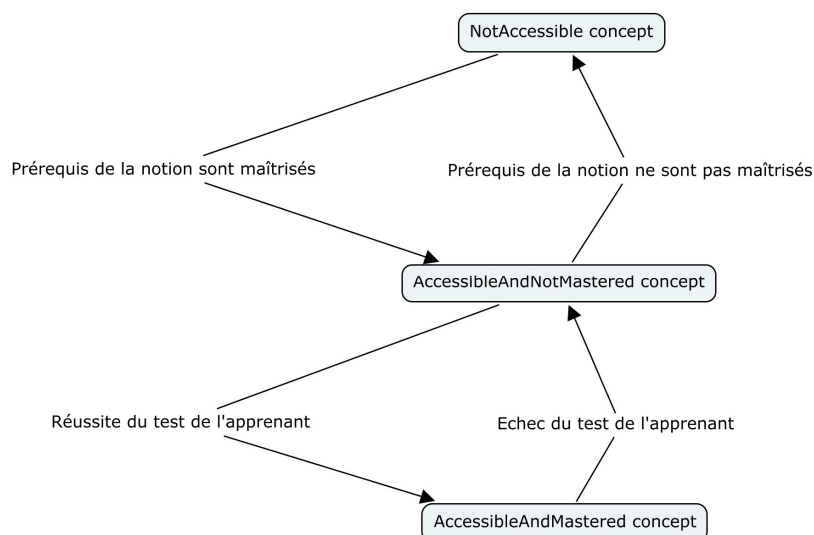 NotAccessible concept
Prérequis de la notion sont maîtrisés
Prérequis de la notion ne sont pas maîtrisés
AccessibleAndNotMastered concept
Réussite du test de l'apprenant
Echec du test de l'apprenant
AccessibleAndMastered concept